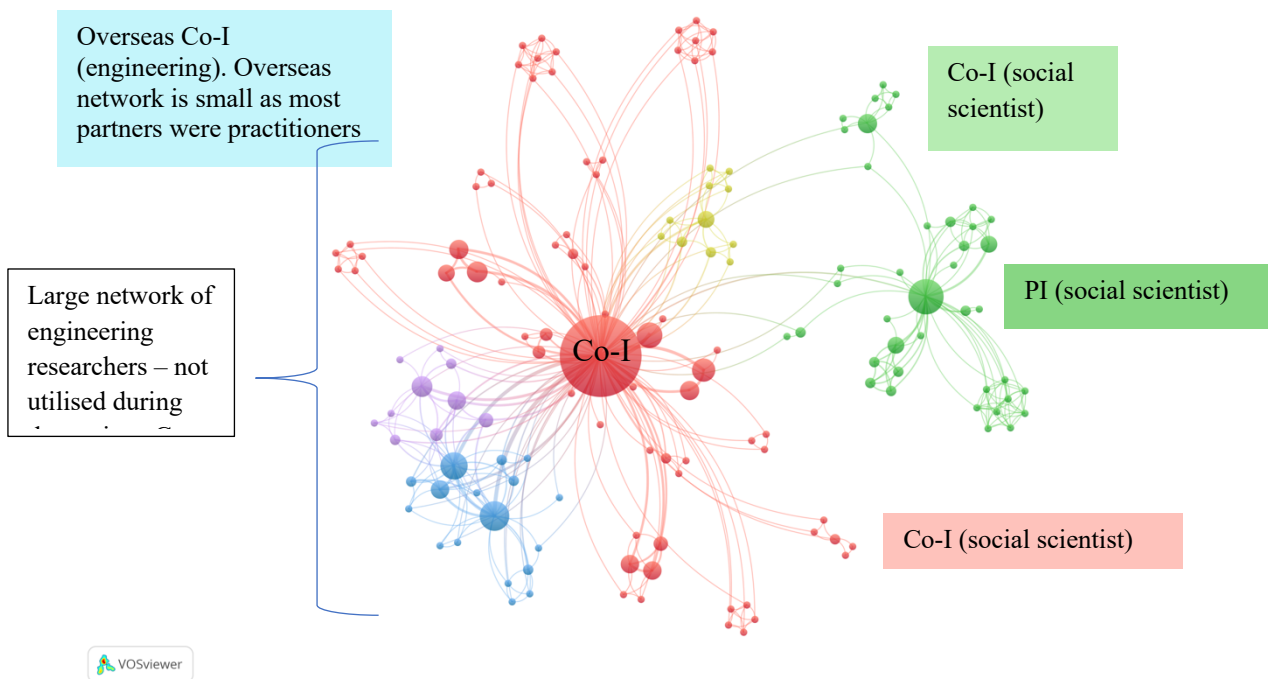 Overseas Co-I
(engineering). Overseas
network is small as most
partners were practitioners
Co-I (social
scientist)
PI (social scientist)
Large network of
engineering
researchers – not
utilised during
Co-I
Co-I (social scientist)
VOSviewer